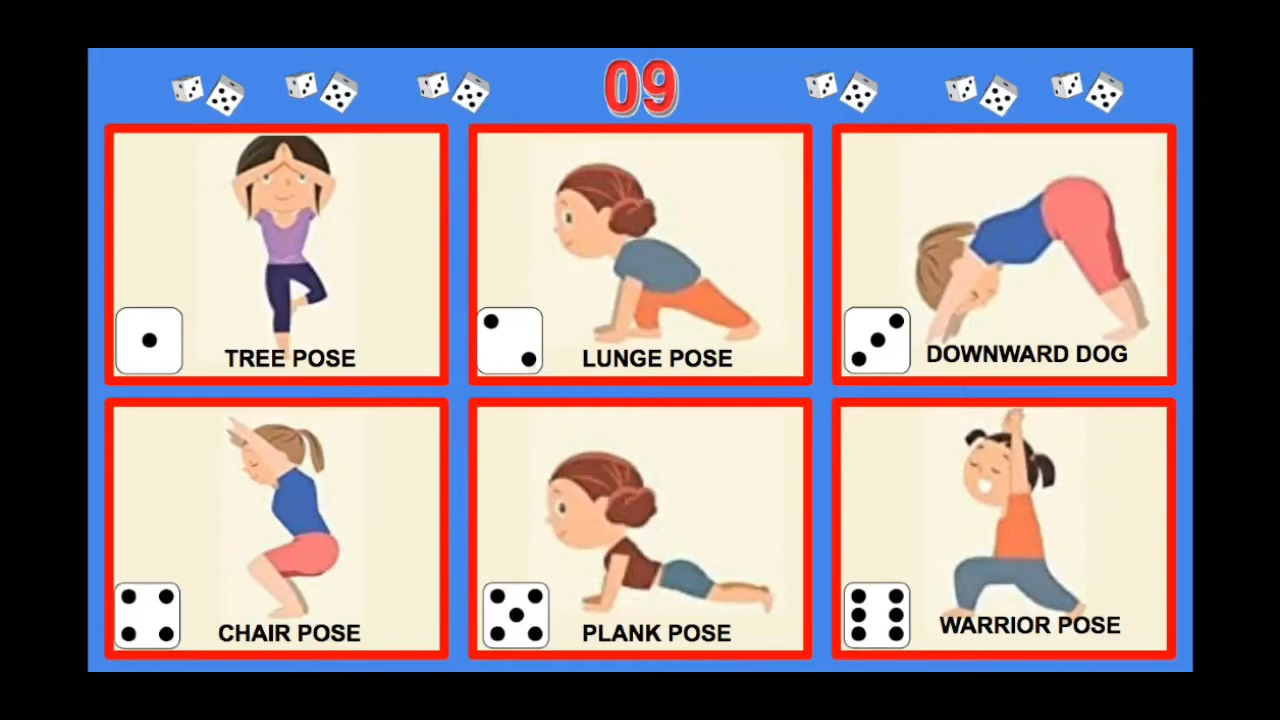 09
TREE POSE
LUNGE POSE
DOWNWARD DOG
CHAIR POSE
PLANK POSE
WARRIOR POSE